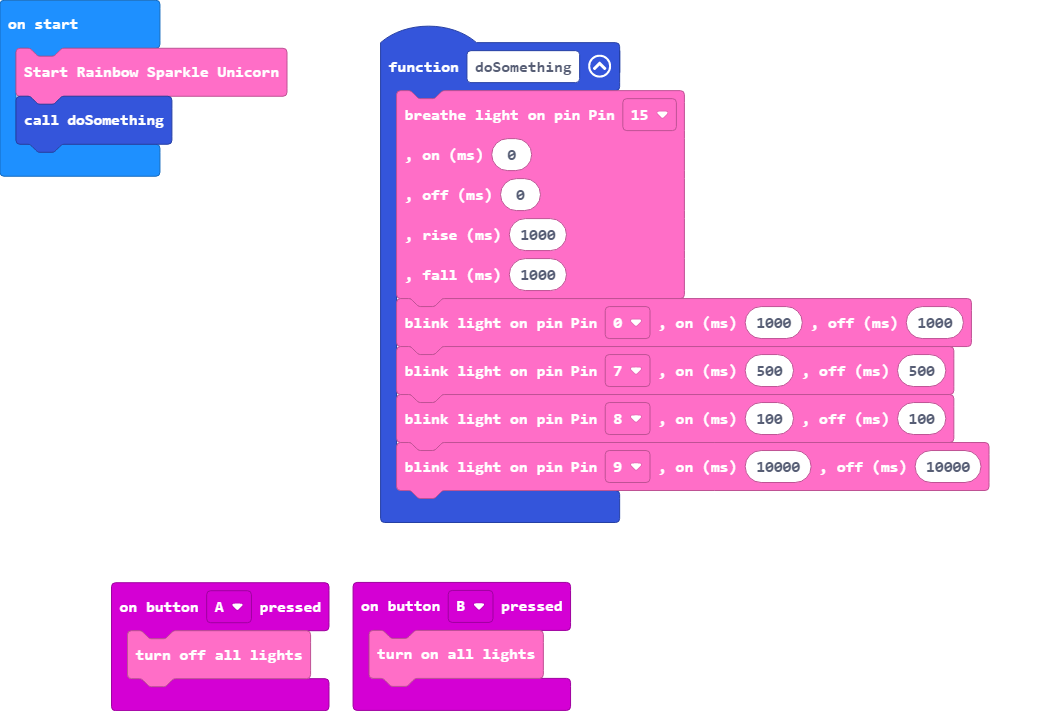 on start
Start Rainbow Sparkle Unicorn
call doSomething
function doSomething
breathe light on pin Pin 15
, on (ms) 0
, off (ms) 0
, rise (ms) 1000
, fall (ms) 1000
blink light on pin Pin 0 , on (ms) 1000 , off (ms) 1000
blink light on pin Pin 7 , on (ms) 500 , off (ms) 500
blink light on pin Pin 8 , on (ms) 100 , off (ms) 100
blink light on pin Pin 9 , on (ms) 10000 , off (ms) 10000
on button A pressed
turn off all lights
on button B pressed
turn on all lights